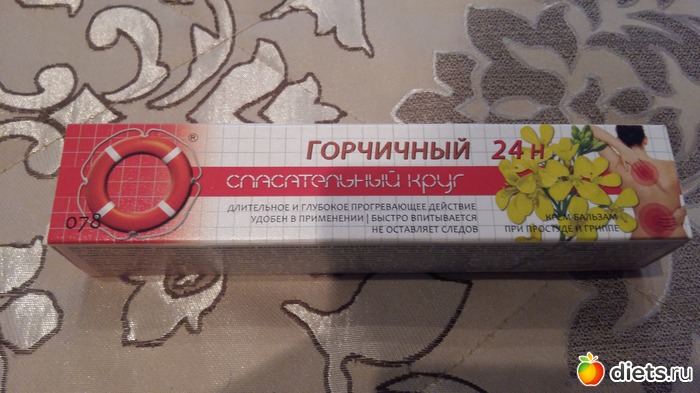 ®
ГОРЧИЧНЫЙ 24 н
СПАСАТЕЛЬНЫЙ КРУГ
ДЛИТЕЛЬНОЕ И ГЛУБОКОЕ ПРОГРЕВАЮЩЕЕ ДЕЙСТВИЕ
УДОБЕН В ПРИМЕНЕНИИ | БЫСТРО ВПИТЫВАЕТСЯ
НЕ ОСТАВЛЯЕТ СЛЕДОВ
078
КРЕМ-БАЛЬЗАМ
ПРИ ПРОСТУДЕ И ГРИППЕ
diets.ru